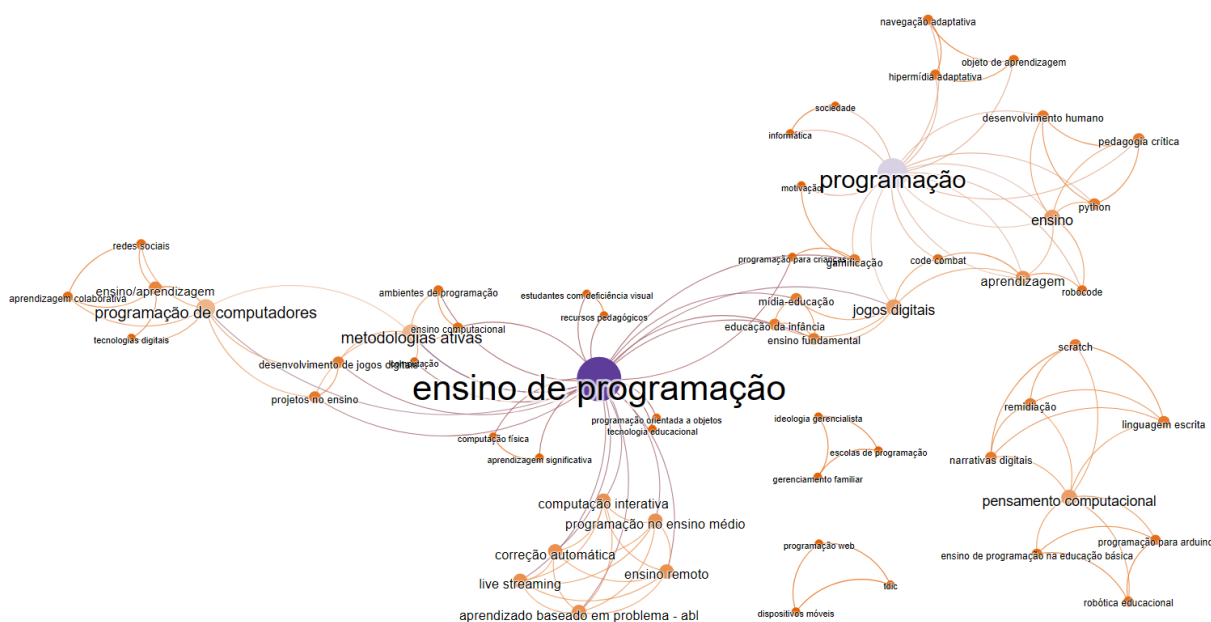 navegação adaptativa
objeto de aprendizagem
hipermídia adaptativa
sociedade
informática
desenvolvimento humano
pedagogia crítica
programação
motivação
python
ensino
redes sociais
programação para crianças
gamificação
code combat
aprendizagem
robocode
ensino/aprendizagem
aprendizagem colaborativa
ambientes de programação
estudantes com deficiência visual
mídia-educação
programação de computadores
jogos digitais
recursos pedagógicos
educação da infância
ensino computacional
metodologias ativas
tecnologias digitais
ensino fundamental
scratch
desenvolvimento de jogos digitais
computação
ensino de programação
projetos no ensino
remidiação
programação orientada a objetos
ideologia gerencialista
linguagem escrita
tecnologia educacional
computação física
escolas de programação
aprendizagem significativa
narrativas digitais
gerenciamento familiar
computação interativa
pensamento computacional
programação no ensino médio
programação web
programação para arduino
correção automática
ensino de programação na educação básica
ensino remoto
live streaming
tdic
robótica educacional
dispositivos móveis
aprendizado baseado em problema - abl